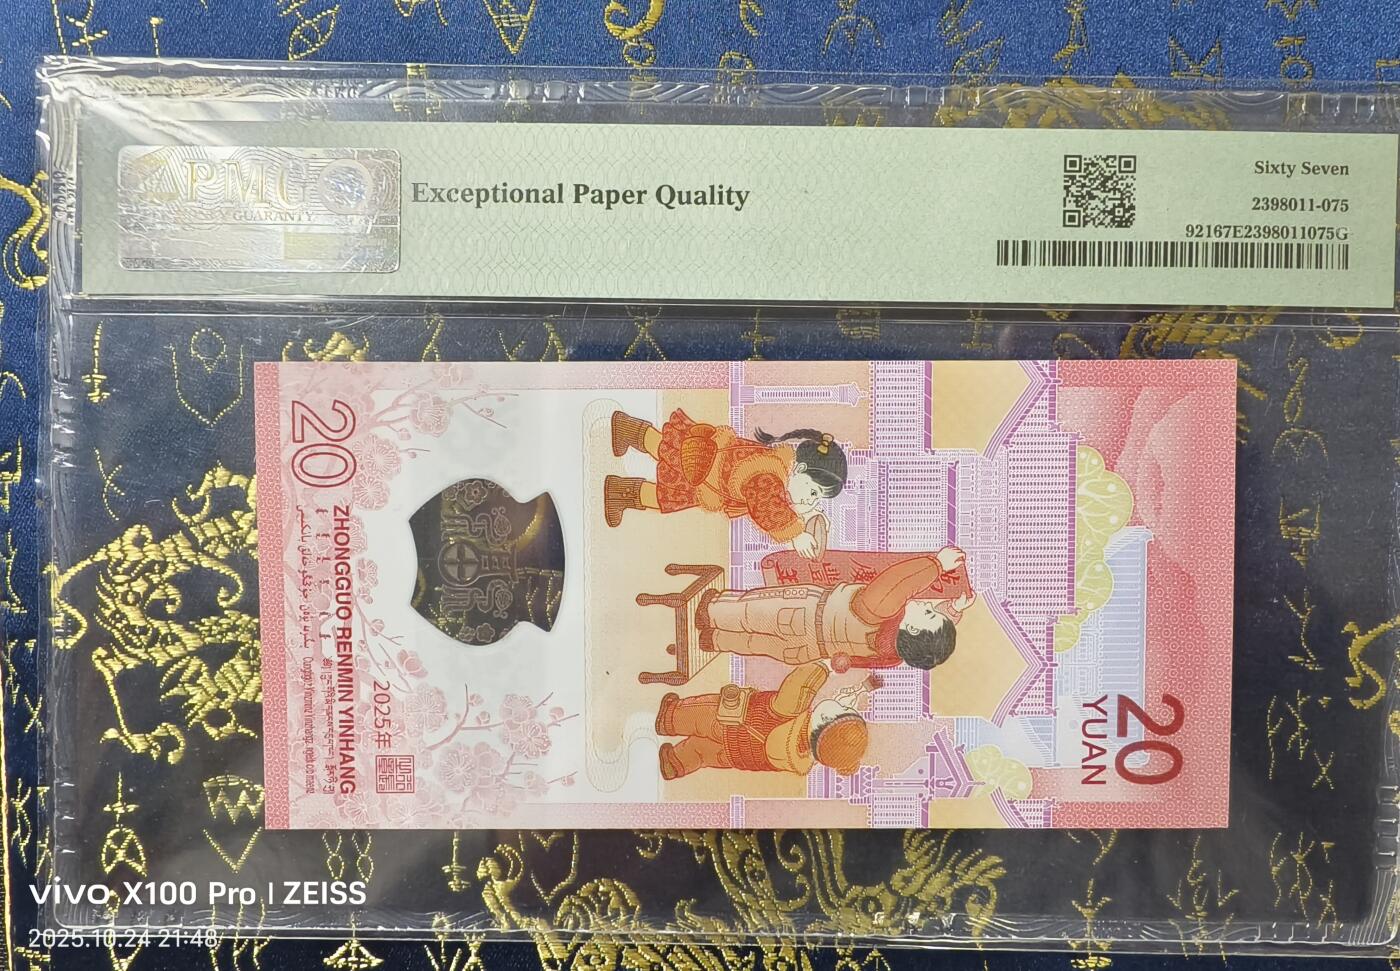 PMG
GUARANTY
Exceptional Paper Quality
Sixty Seven
2398011-075
92167E2398011075G
20
ZHONGGUO RENMIN YINHANG
2025年
20
YUAN
vivo X100 Pro | ZEISS
2025.10.24 21:48